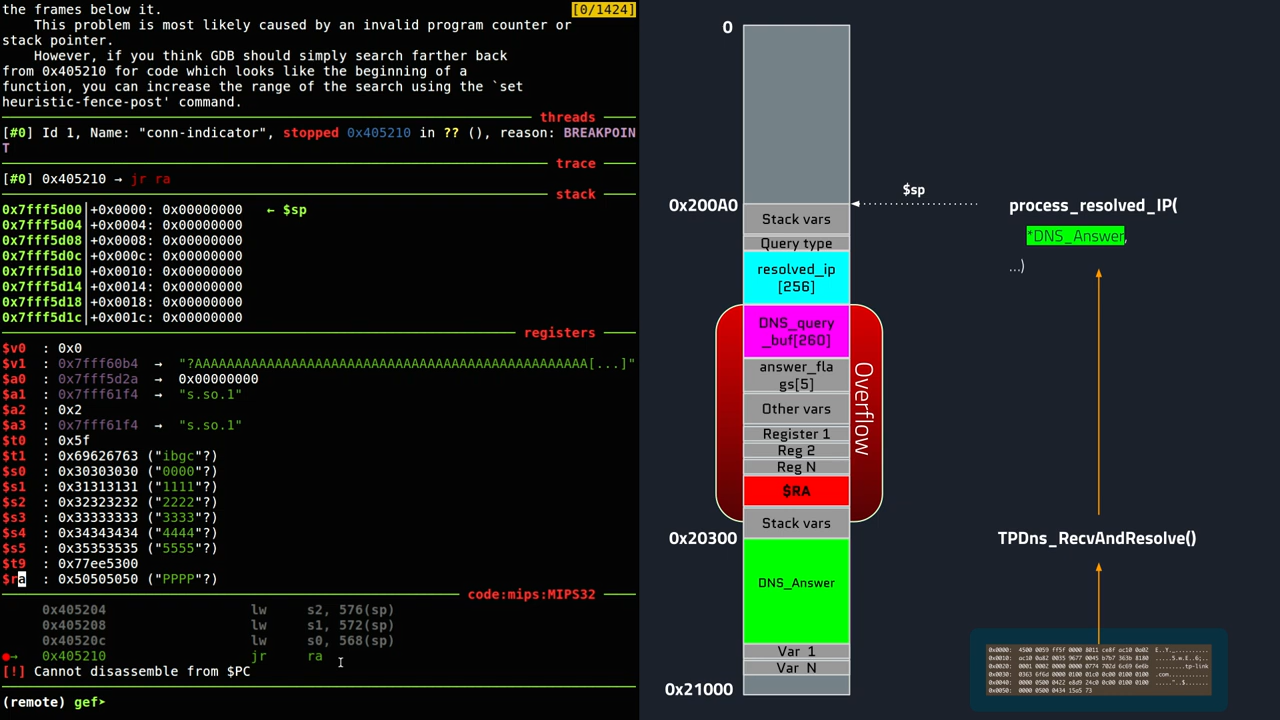 the frames below it.
[0/1424]
    This problem is most likely caused by an invalid program counter or
stack pointer.
    However, if you think GDB should simply search farther back
from 0x405210 for code which looks like the beginning of a
function, you can increase the range of the search using the `set
heuristic-fence-post' command.
threads
[#0] Id 1, Name: "conn-indicator", stopped 0x405210 in ?? (), reason: BREAKPOIN
T
trace
[#0] 0x405210 → jr ra
stack
0x7fff5d00│+0x0000: 0x00000000   ← $sp
0x7fff5d04│+0x0004: 0x00000000
0x7fff5d08│+0x0008: 0x00000000
0x7fff5d0c│+0x000c: 0x00000000
0x7fff5d10│+0x0010: 0x00000000
0x7fff5d14│+0x0014: 0x00000000
0x7fff5d18│+0x0018: 0x00000000
0x7fff5d1c│+0x001c: 0x00000000
registers
$v0  : 0x0
$v1  : 0x7fff60b4  →  "?AAAAAAAAAAAAAAAAAAAAAAAAAAAAAAAAAAAAAAAAAAAAAAAAA[...]"
$a0  : 0x7fff5d2a  →  0x00000000
$a1  : 0x7fff61f4  →  "s.so.1"
$a2  : 0x2
$a3  : 0x7fff61f4  →  "s.so.1"
$t0  : 0x5f
$t1  : 0x69626763 ("ibgc"?)
$s0  : 0x30303030 ("0000"?)
$s1  : 0x31313131 ("1111"?)
$s2  : 0x32323232 ("2222"?)
$s3  : 0x33333333 ("3333"?)
$s4  : 0x34343434 ("4444"?)
$s5  : 0x35353535 ("5555"?)
$t9  : 0x77ee5300
$ra  : 0x50505050 ("PPPP"?)
code:mips:MIPS32
0x405204                  lw     s2, 576(sp)
0x405208                  lw     s1, 572(sp)
0x40520c                  lw     s0, 568(sp)
●→   0x405210                  jr     ra
[!] Cannot disassemble from $PC
(remote) gef➤
0
$sp
0x200A0
Stack vars
Query type
resolved_ip
[256]
DNS_query
_buf[260]
answer_fla
gs[5]
Other vars
Register 1
Reg 2
Reg N
$RA
Overflow
Stack vars
0x20300
DNS_Answer
Var 1
Var N
0x21000
process_resolved_IP(
*DNS_Answer,
...)
TPDns_RecvAndResolve()